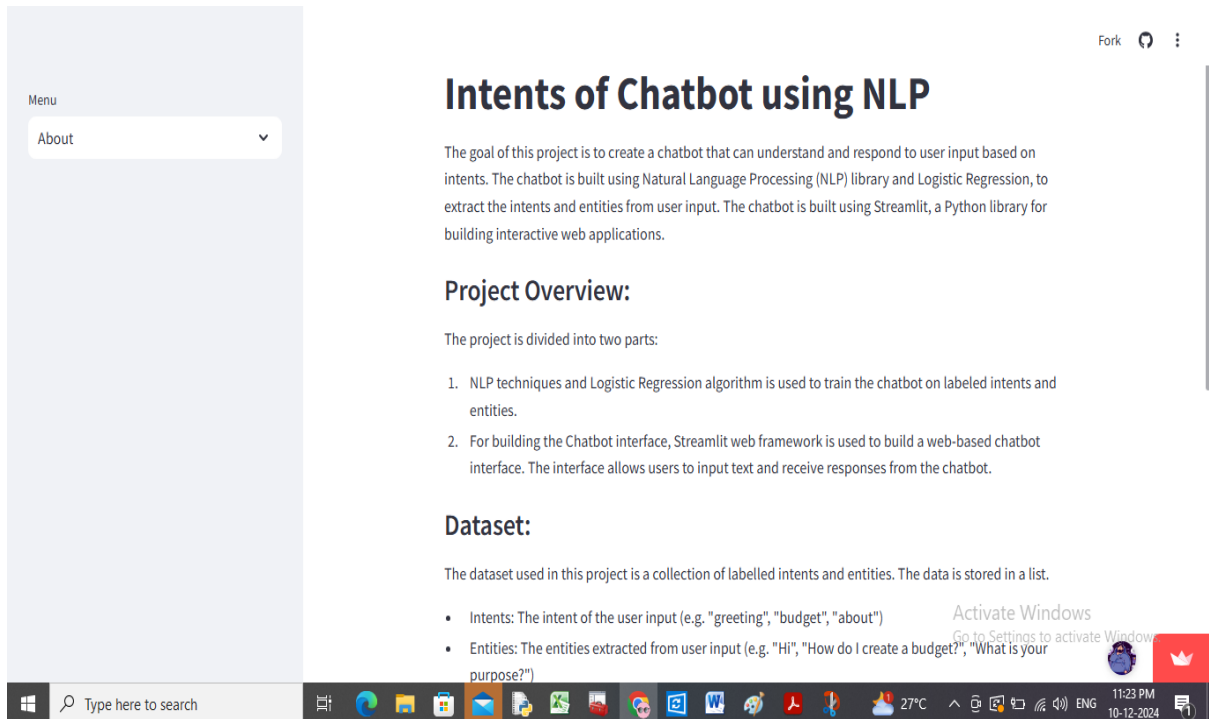 Fork
Menu
About
Intents of Chatbot using NLP
The goal of this project is to create a chatbot that can understand and respond to user input based on
intents. The chatbot is built using Natural Language Processing (NLP) library and Logistic Regression, to
extract the intents and entities from user input. The chatbot is built using Streamlit, a Python library for
building interactive web applications.
Project Overview:
The project is divided into two parts:
1. NLP techniques and Logistic Regression algorithm is used to train the chatbot on labeled intents and
entities.
2. For building the Chatbot interface, Streamlit web framework is used to build a web-based chatbot
interface. The interface allows users to input text and receive responses from the chatbot.
Dataset:
The dataset used in this project is a collection of labelled intents and entities. The data is stored in a list.
• Intents: The intent of the user input (e.g. "greeting", "budget", "about")
• Entities: The entities extracted from user input (e.g. "Hi", "How do I create a budget?", "What is your
purpose?")
Activate Windows
Go to Settings to activate Windows.
Type here to search
27°C
ENG
11:23 PM
10-12-2024